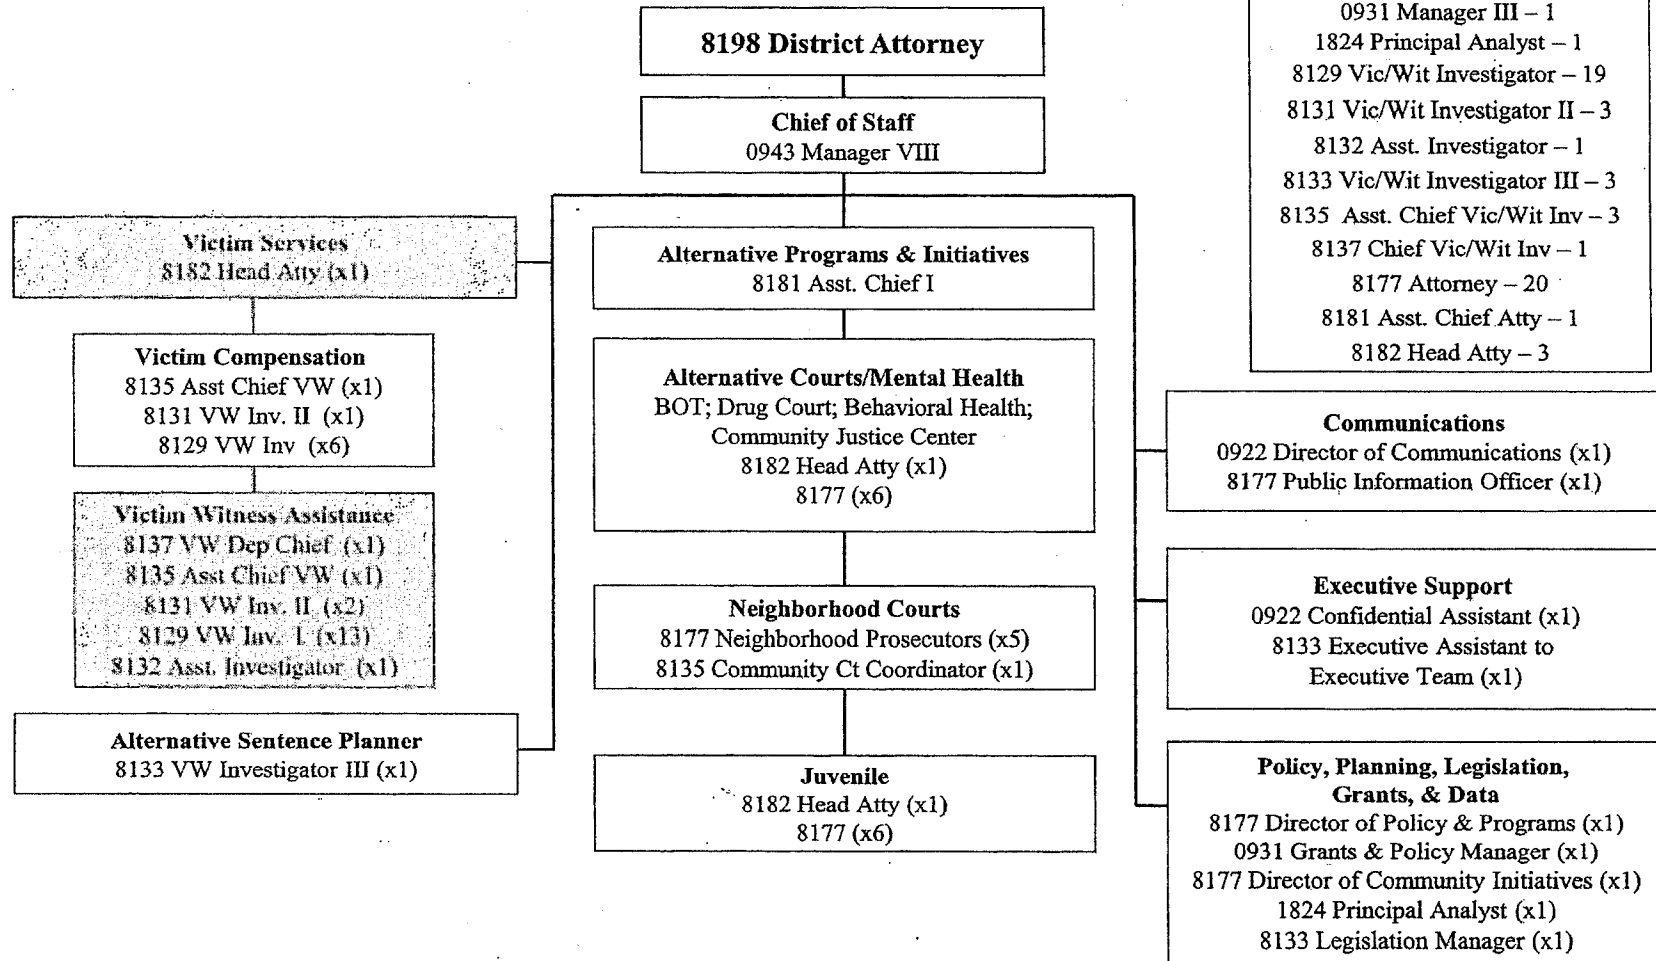 8198 District Attorney
Chief of Staff
0943 Manager VIII
0931 Manager III – 1
1824 Principal Analyst – 1
8129 Vic/Wit Investigator – 19
8131 Vic/Wit Investigator II – 3
8132 Asst. Investigator – 1
8133 Vic/Wit Investigator III – 3
8135 Asst. Chief Vic/Wit Inv – 3
8137 Chief Vic/Wit Inv – 1
8177 Attorney – 20
8181 Asst. Chief Atty – 1
8182 Head Atty – 3
Victim Services
8182 Head Atty (x1)
Victim Compensation
8135 Asst Chief VW (x1)
8131 VW Inv. II (x1)
8129 VW Inv (x6)
Victim Witness Assistance
8137 VW Dep Chief (x1)
8135 Asst Chief VW (x1)
8131 VW Inv. II (x2)
8129 VW Inv. I (x13)
8132 Asst. Investigator (x1)
Alternative Sentence Planner
8133 VW Investigator III (x1)
Alternative Programs & Initiatives
8181 Asst. Chief I
Alternative Courts/Mental Health
BOT; Drug Court; Behavioral Health;
Community Justice Center
8182 Head Atty (x1)
8177 (x6)
Neighborhood Courts
8177 Neighborhood Prosecutors (x5)
8135 Community Ct Coordinator (x1)
Juvenile
8182 Head Atty (x1)
8177 (x6)
Communications
0922 Director of Communications (x1)
8177 Public Information Officer (x1)
Executive Support
0922 Confidential Assistant (x1)
8133 Executive Assistant to
Executive Team (x1)
Policy, Planning, Legislation,
Grants, & Data
8177 Director of Policy & Programs (x1)
0931 Grants & Policy Manager (x1)
8177 Director of Community Initiatives (x1)
1824 Principal Analyst (x1)
8133 Legislation Manager (x1)